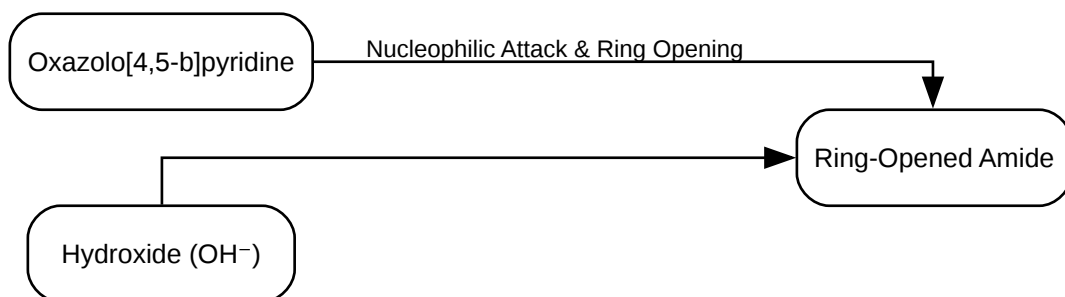 Oxazolo[4,5-b]pyridine
Nucleophilic Attack & Ring Opening
Ring-Opened Amide
Hydroxide (OH⁻)